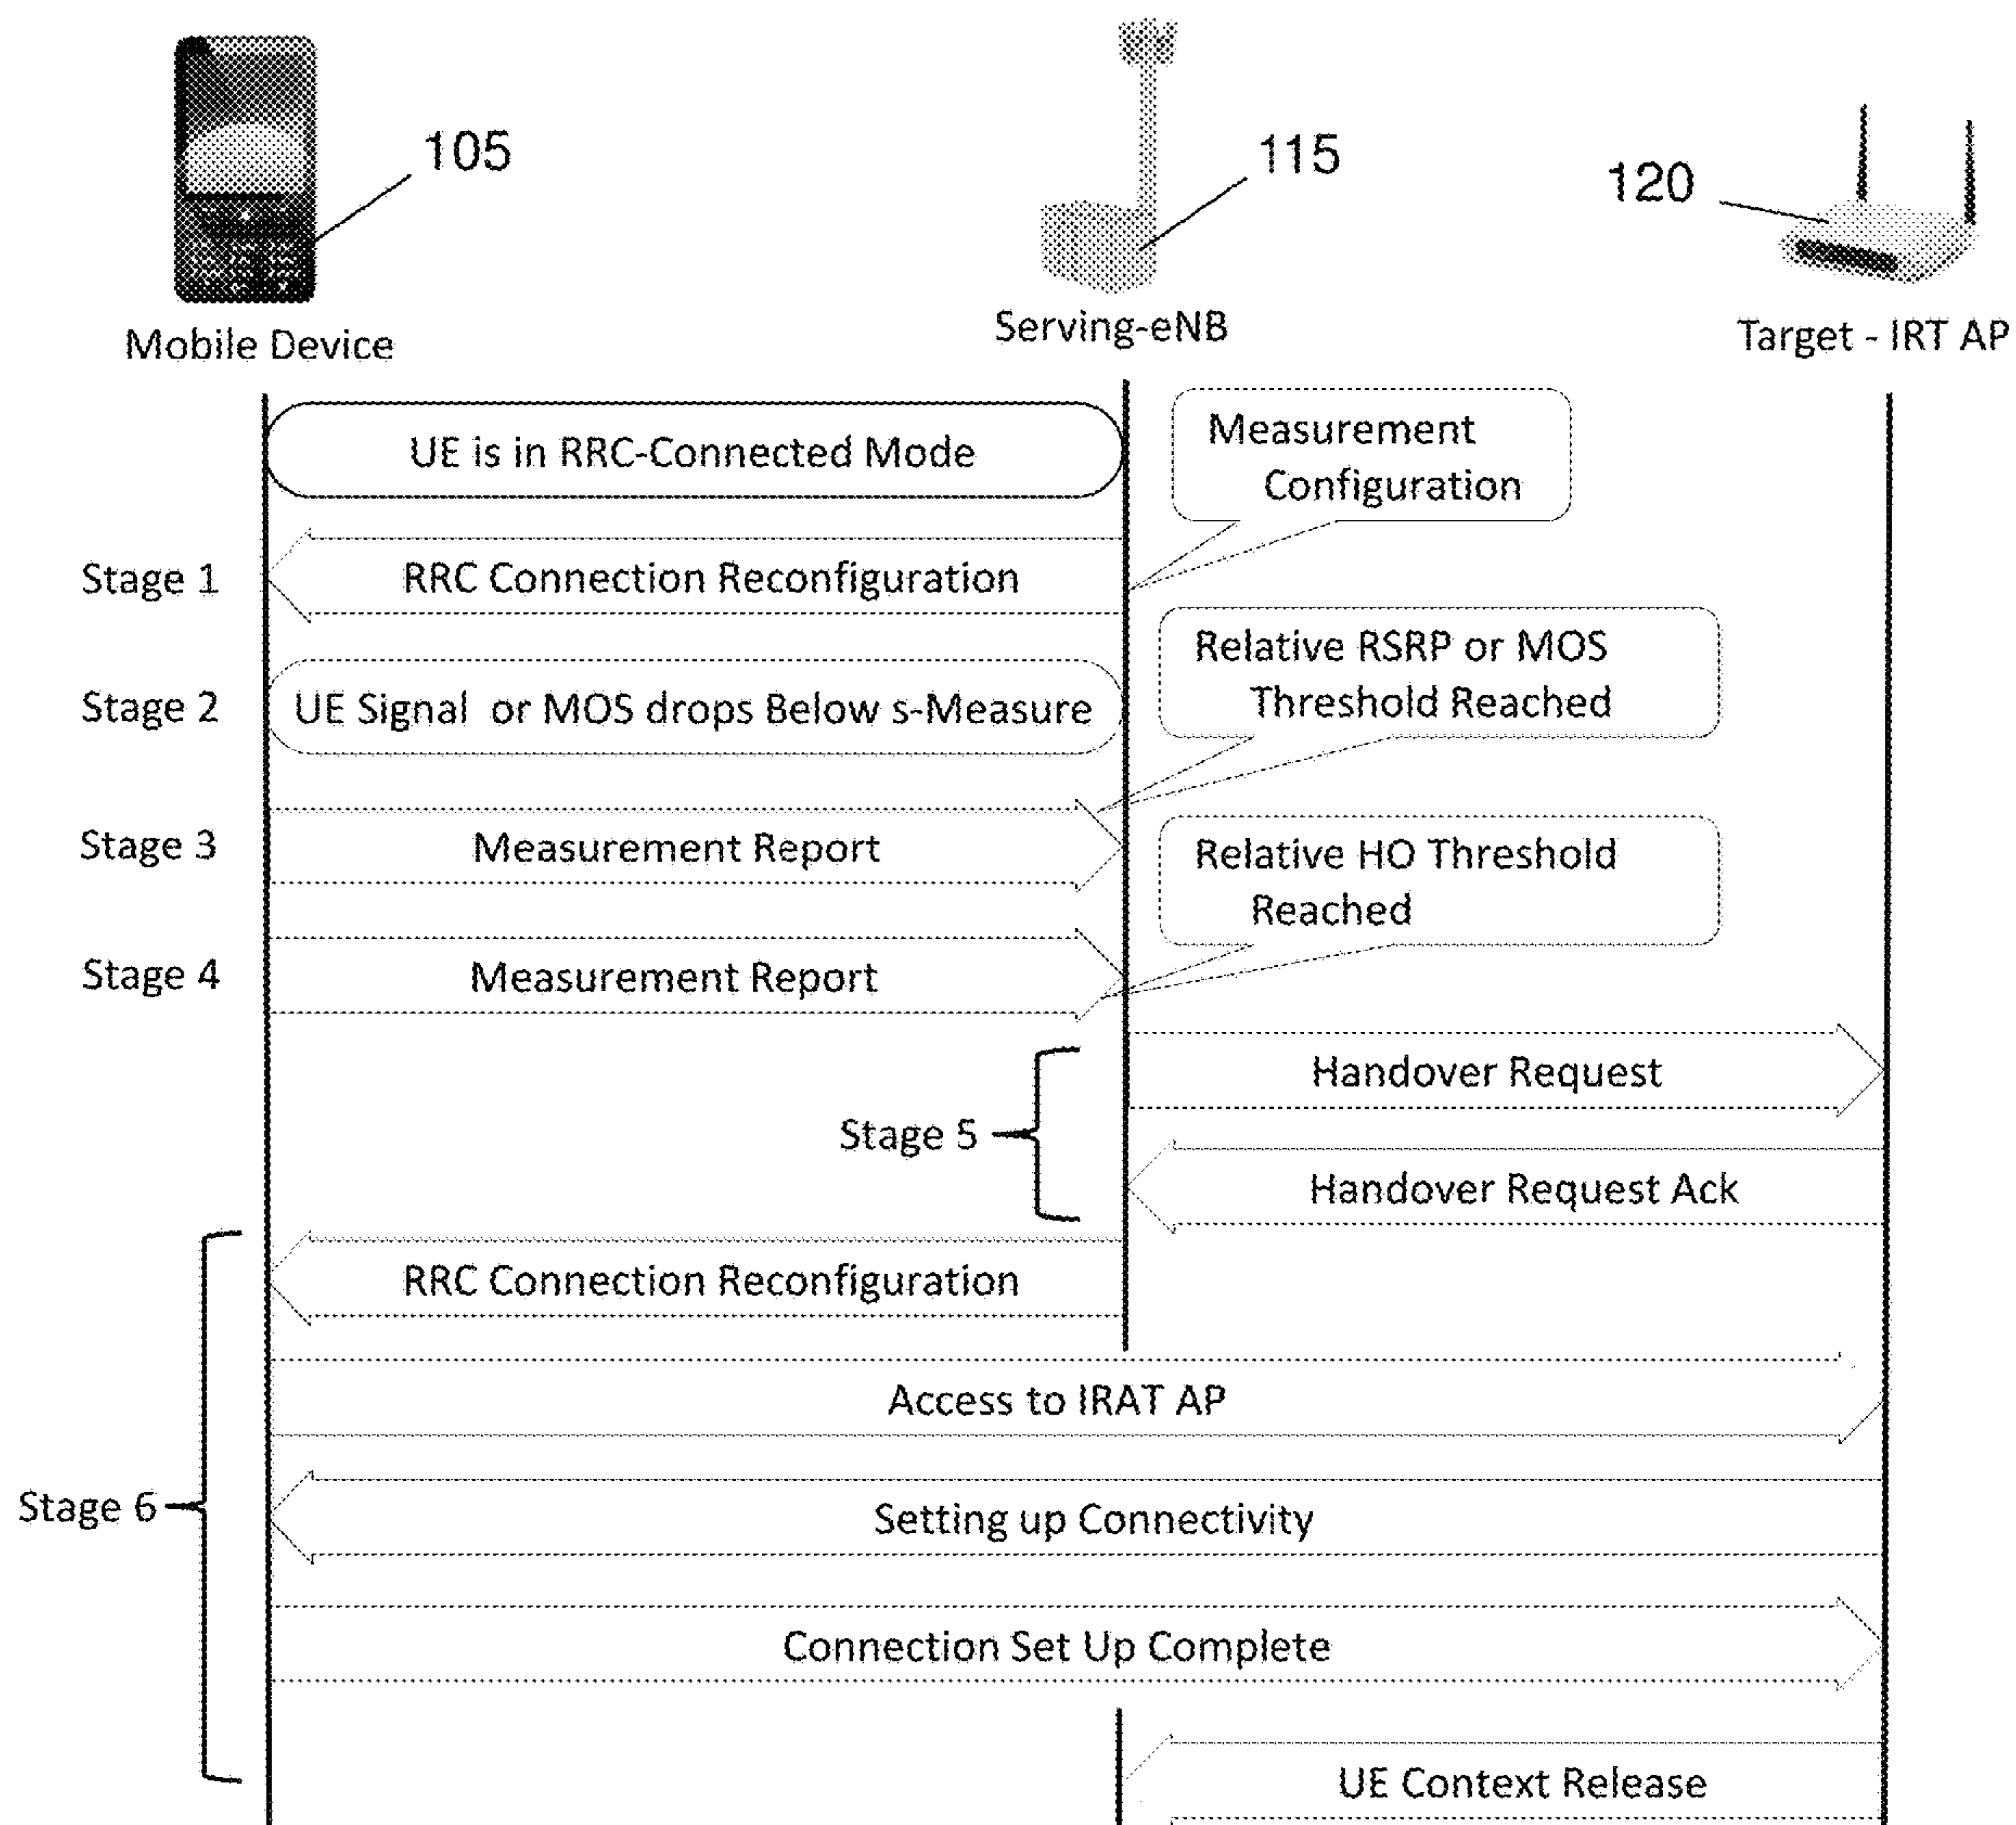 105
115
120
Mobile Device
Serving-eNB
Target - IRT AP
UE is in RRC-Connected Mode
Measurement
Configuration
Stage 1
RRC Connection Reconfiguration
Relative RSRP or MOS
Threshold Reached
Stage 2
UE Signal or MOS drops Below s-Measure
Stage 3
Measurement Report
Relative HO Threshold
Reached
Stage 4
Measurement Report
Handover Request
Stage 5
Handover Request Ack
RRC Connection Reconfiguration
Access to IRAT AP
Stage 6
Setting up Connectivity
Connection Set Up Complete
UE Context Release